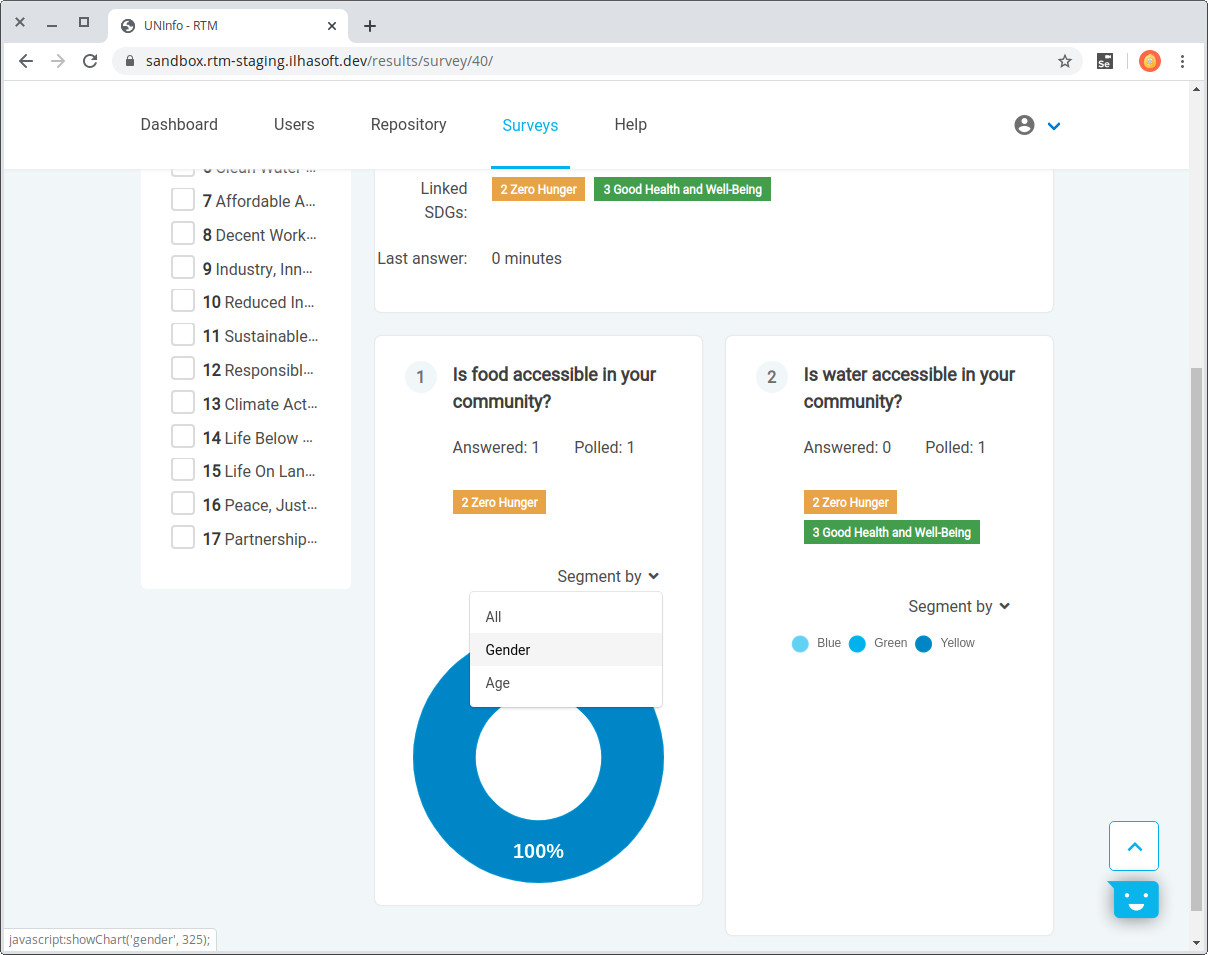 UNInfo - RTM
sandbox.rtm-staging.ilhasoft.dev/results/survey/40/
Se
Dashboard
Users
Repository
Surveys
Help
7 Affordable A...
8 Decent Work...
9 Industry, Inn...
10 Reduced In...
11 Sustainable...
12 Responsibl...
13 Climate Act...
14 Life Below ...
15 Life On Lan...
16 Peace, Just...
17 Partnership...
Linked
SDGs:
2 Zero Hunger
3 Good Health and Well-Being
Last answer:
0 minutes
1
Is food accessible in your
community?
Answered: 1
Polled: 1
2 Zero Hunger
Segment by
All
Gender
Age
100%
2
Is water accessible in your
community?
Answered: 0
Polled: 1
2 Zero Hunger
3 Good Health and Well-Being
Segment by
Blue
Green
Yellow
javascript:showChart('gender', 325);